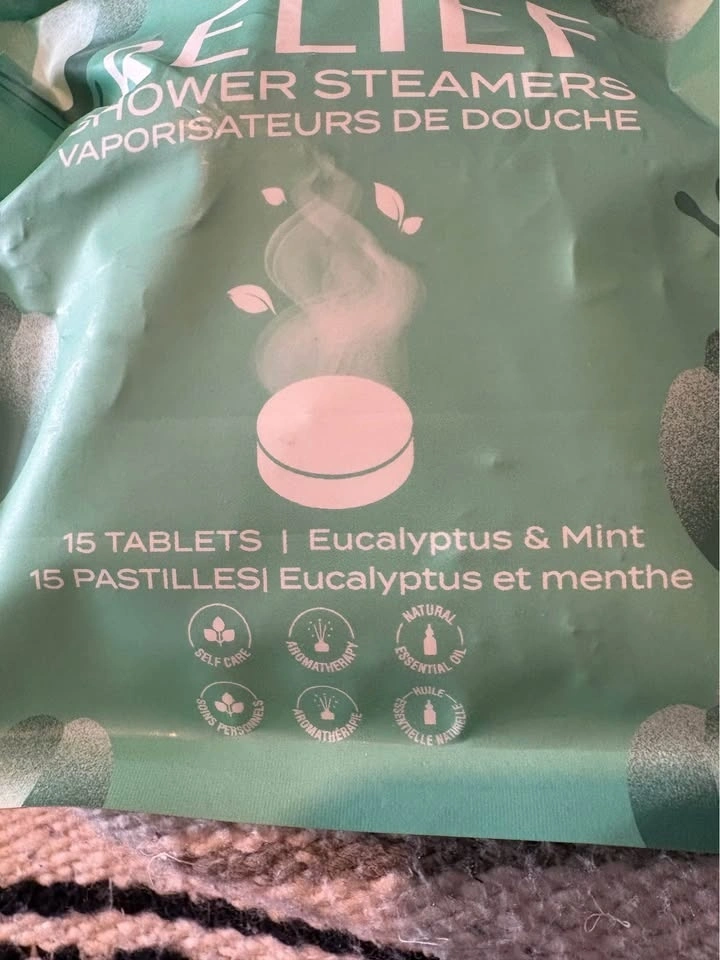 RELIEF
SHOWER STEAMERS
VAPORISATEURS DE DOUCHE
15 TABLETS | Eucalyptus & Mint
15 PASTILLES| Eucalyptus et menthe
SELF CARE
AROMATHERAPY
NATURAL ESSENTIAL OIL
SOINS PERSONNELS
AROMATHÉRAPIE
HUILE ESSENTIELLE NATURELLE